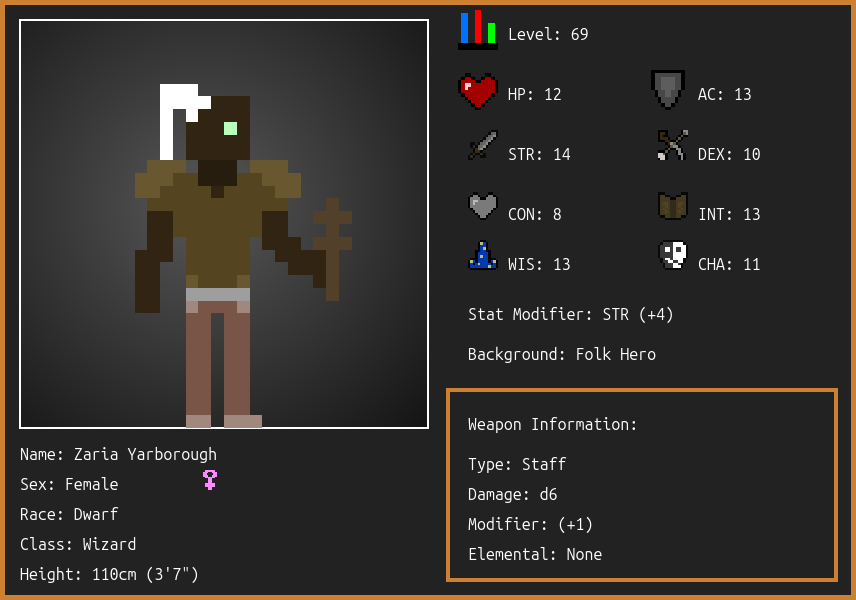 Level: 69
HP: 12
AC: 13
STR: 14
DEX: 10
CON: 8
INT: 13
WIS: 13
CHA: 11
Stat Modifier: STR (+4)
Background: Folk Hero
Weapon Information:
Type: Staff
Damage: d6
Modifier: (+1)
Elemental: None
Name: Zaria Yarborough
Sex: Female
Race: Dwarf
Class: Wizard
Height: 110cm (3'7")